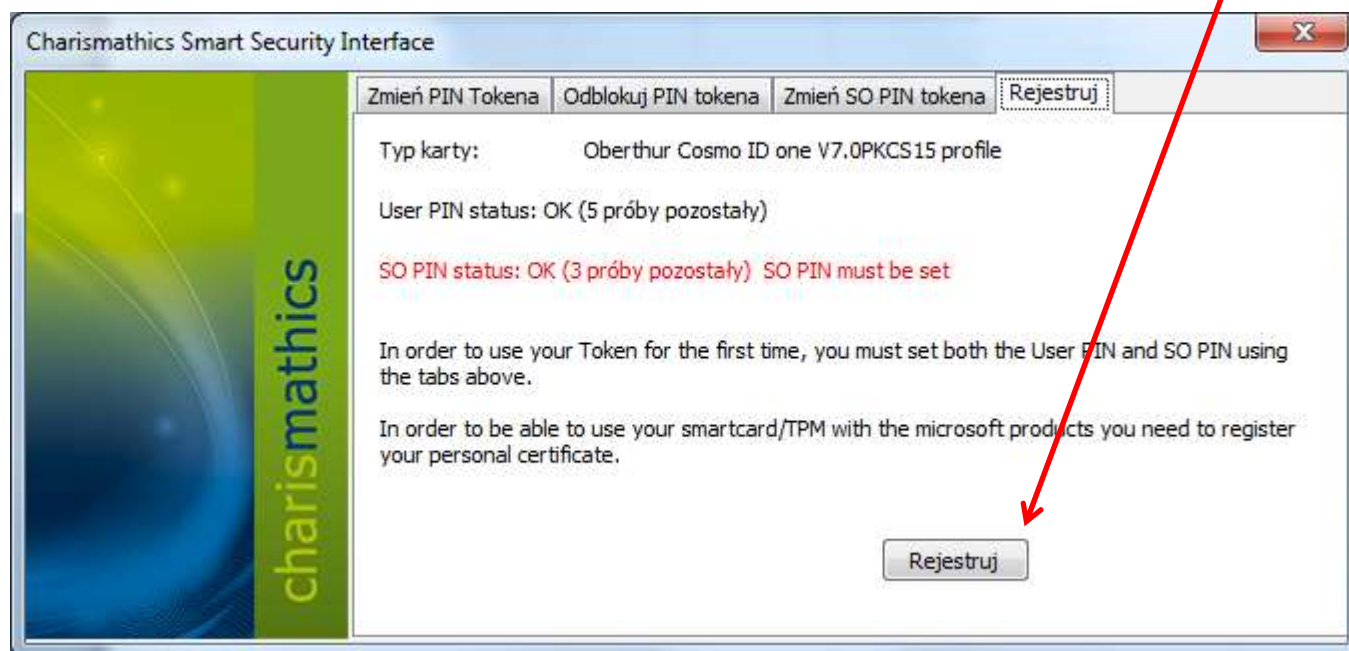 Charismathics Smart Security Interface
Zmień PIN Tokena Odblokuj PIN tokena Zmień SO PIN tokena Rejestruj
Typ karty: Oberthur Cosmo ID one V7.0PKCS15 profile
User PIN status: OK (5 próby pozostały)
SO PIN status: OK (3 próby pozostały) SO PIN must be set
In order to use your Token for the first time, you must set both the User PIN and SO PIN using
the tabs above.
In order to be able to use your smartcard/TPM with the microsoft products you need to register
your personal certificate.
Rejestruj
charismathics